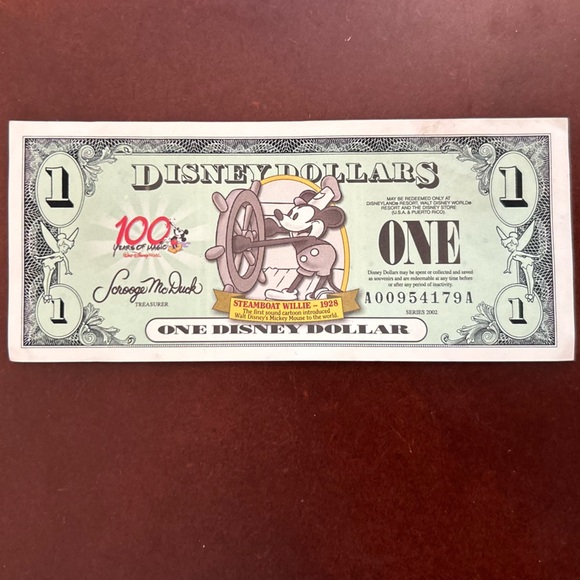 1
DISNEY DOLLARS
1
100
YEARS OF MAGIC
WALT DISNEY WORLD
MAY BE REDEEMED ONLY AT
DISNEYLAND® RESORT, WALT DISNEY WORLD®
RESORT AND THE DISNEY STORE
(U.S.A. & PUERTO RICO).
ONE
Disney Dollars may be spent or collected and saved
as souvenirs and are redeemable at any time before
or after any period of inactivity.
A00954179A
SERIES 2002
Scrooge McDuck
TREASURER
STEAMBOAT WILLIE – 1928
The first sound cartoon introduced
Walt Disney's Mickey Mouse to the world.
1
ONE DISNEY DOLLAR
1